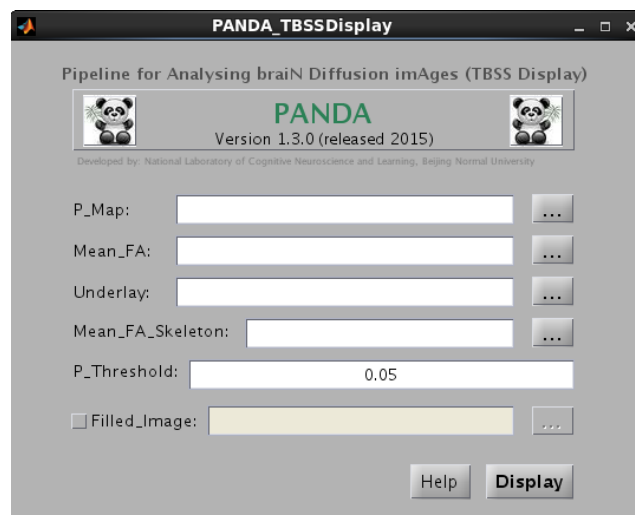 PANDA_TBSSDisplay
Pipeline for Analysing braiN Diffusion imAges (TBSS Display)
PANDA
Version 1.3.0 (released 2015)
Developed by: National Laboratory of Cognitive Neuroscience and Learning, Beijing Normal University
P_Map: ...
Mean_FA: ...
Underlay: ...
Mean_FA_Skeleton: ...
P_Threshold: 0.05
Filled_Image: ...
Help Display